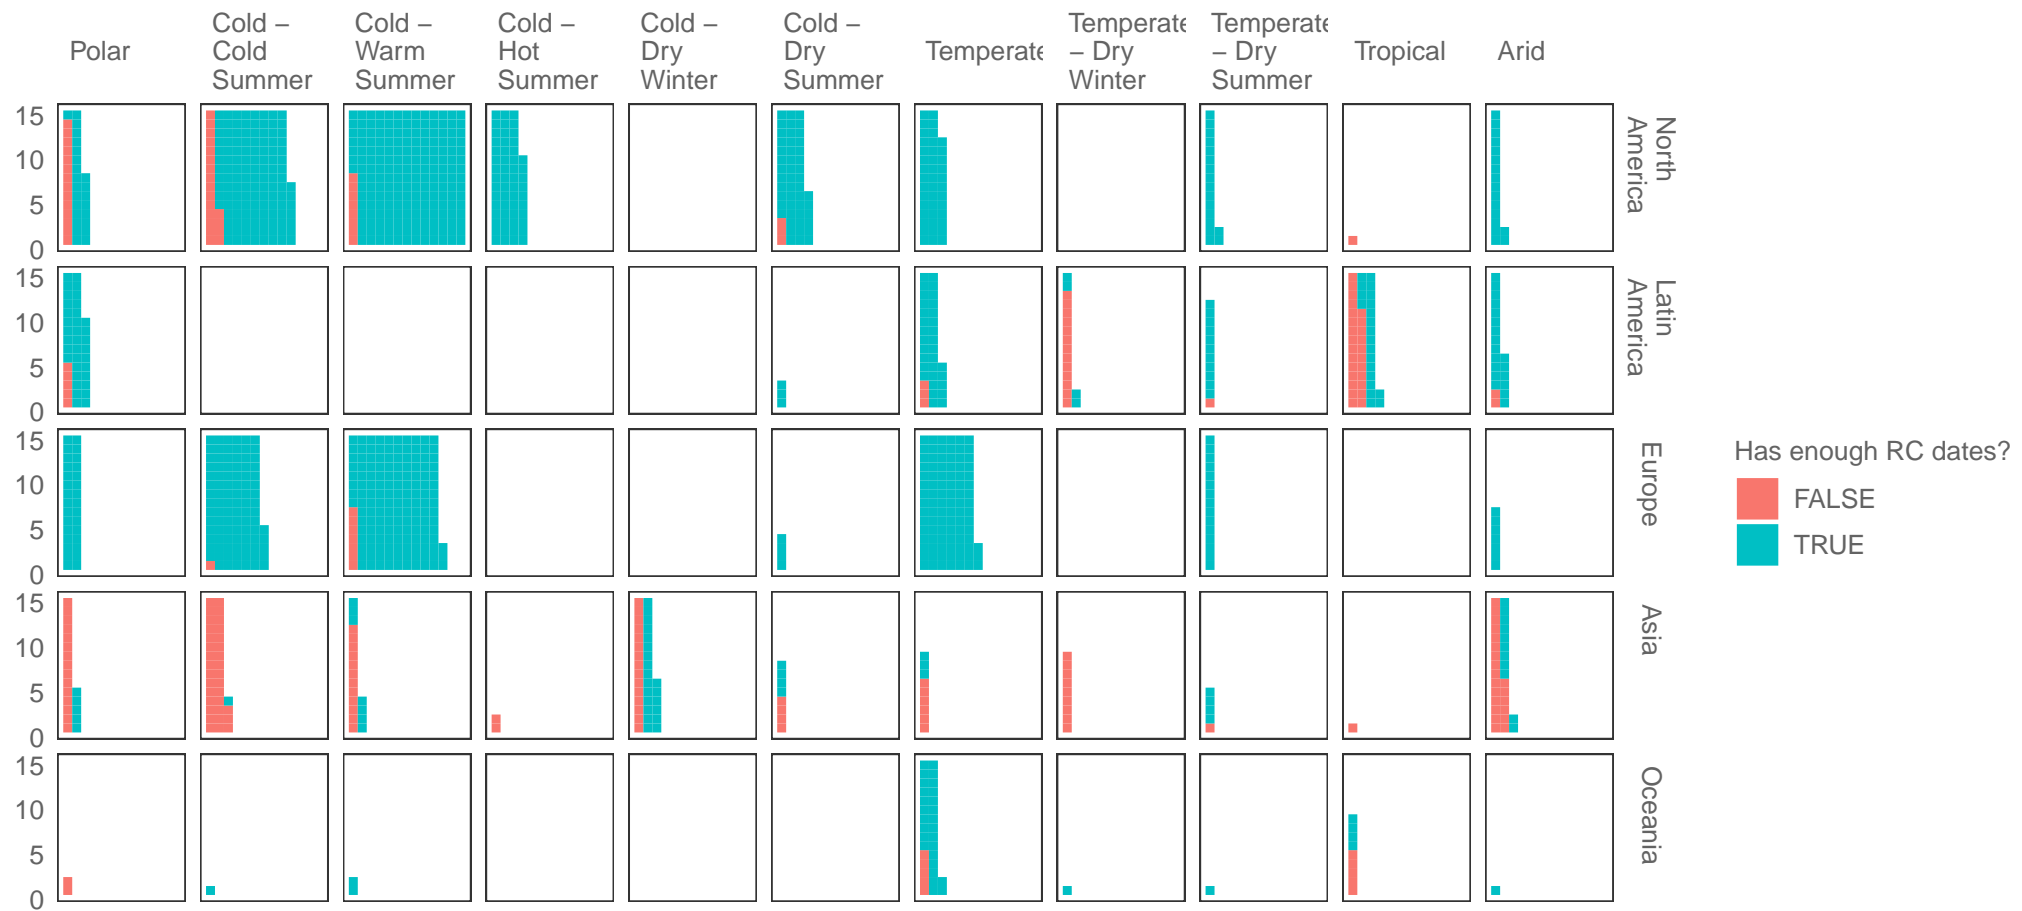 Polar
Cold –
Cold
Summer
Cold –
Warm
Summer
Cold –
Hot
Summer
Cold –
Dry
Winter
Cold –
Dry
Summer
Temperate
Temperate
– Dry
Winter
Temperate
– Dry
Summer
Tropical
Arid
15
10
5
0
North
America
15
10
5
0
Latin
America
15
10
5
0
Europe
15
10
5
0
Asia
15
10
5
0
Oceania
Has enough RC dates?
FALSE
TRUE